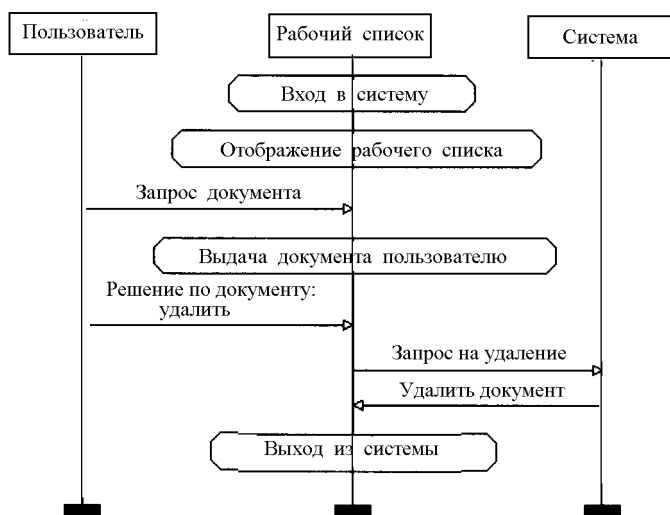 Пользователь
Рабочий список
Система
Вход в систему
Отображение рабочего списка
Запрос документа
Выдача документа пользователю
Решение по документу:
удалить
Запрос на удаление
Удалить документ
Выход из системы